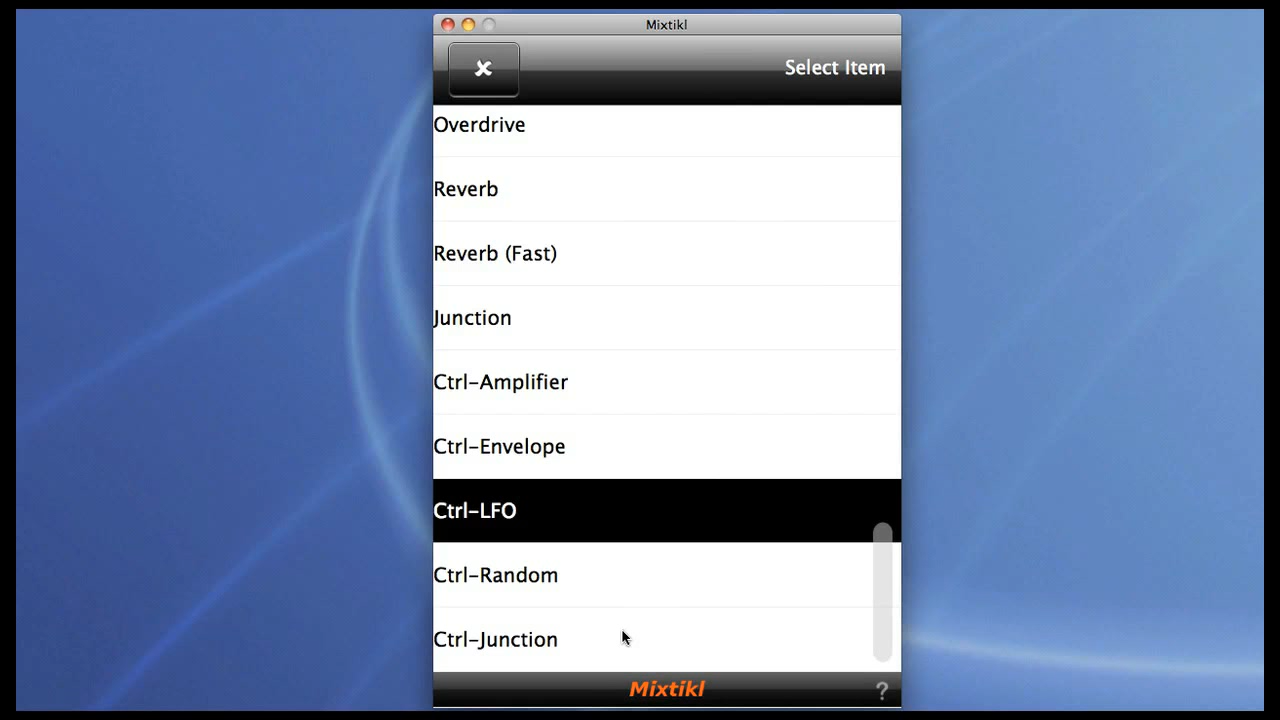 Mixtikl
Select Item
Overdrive
Reverb
Reverb (Fast)
Junction
Ctrl-Amplifier
Ctrl-Envelope
Ctrl-LFO
Ctrl-Random
Ctrl-Junction
Mixtikl
?